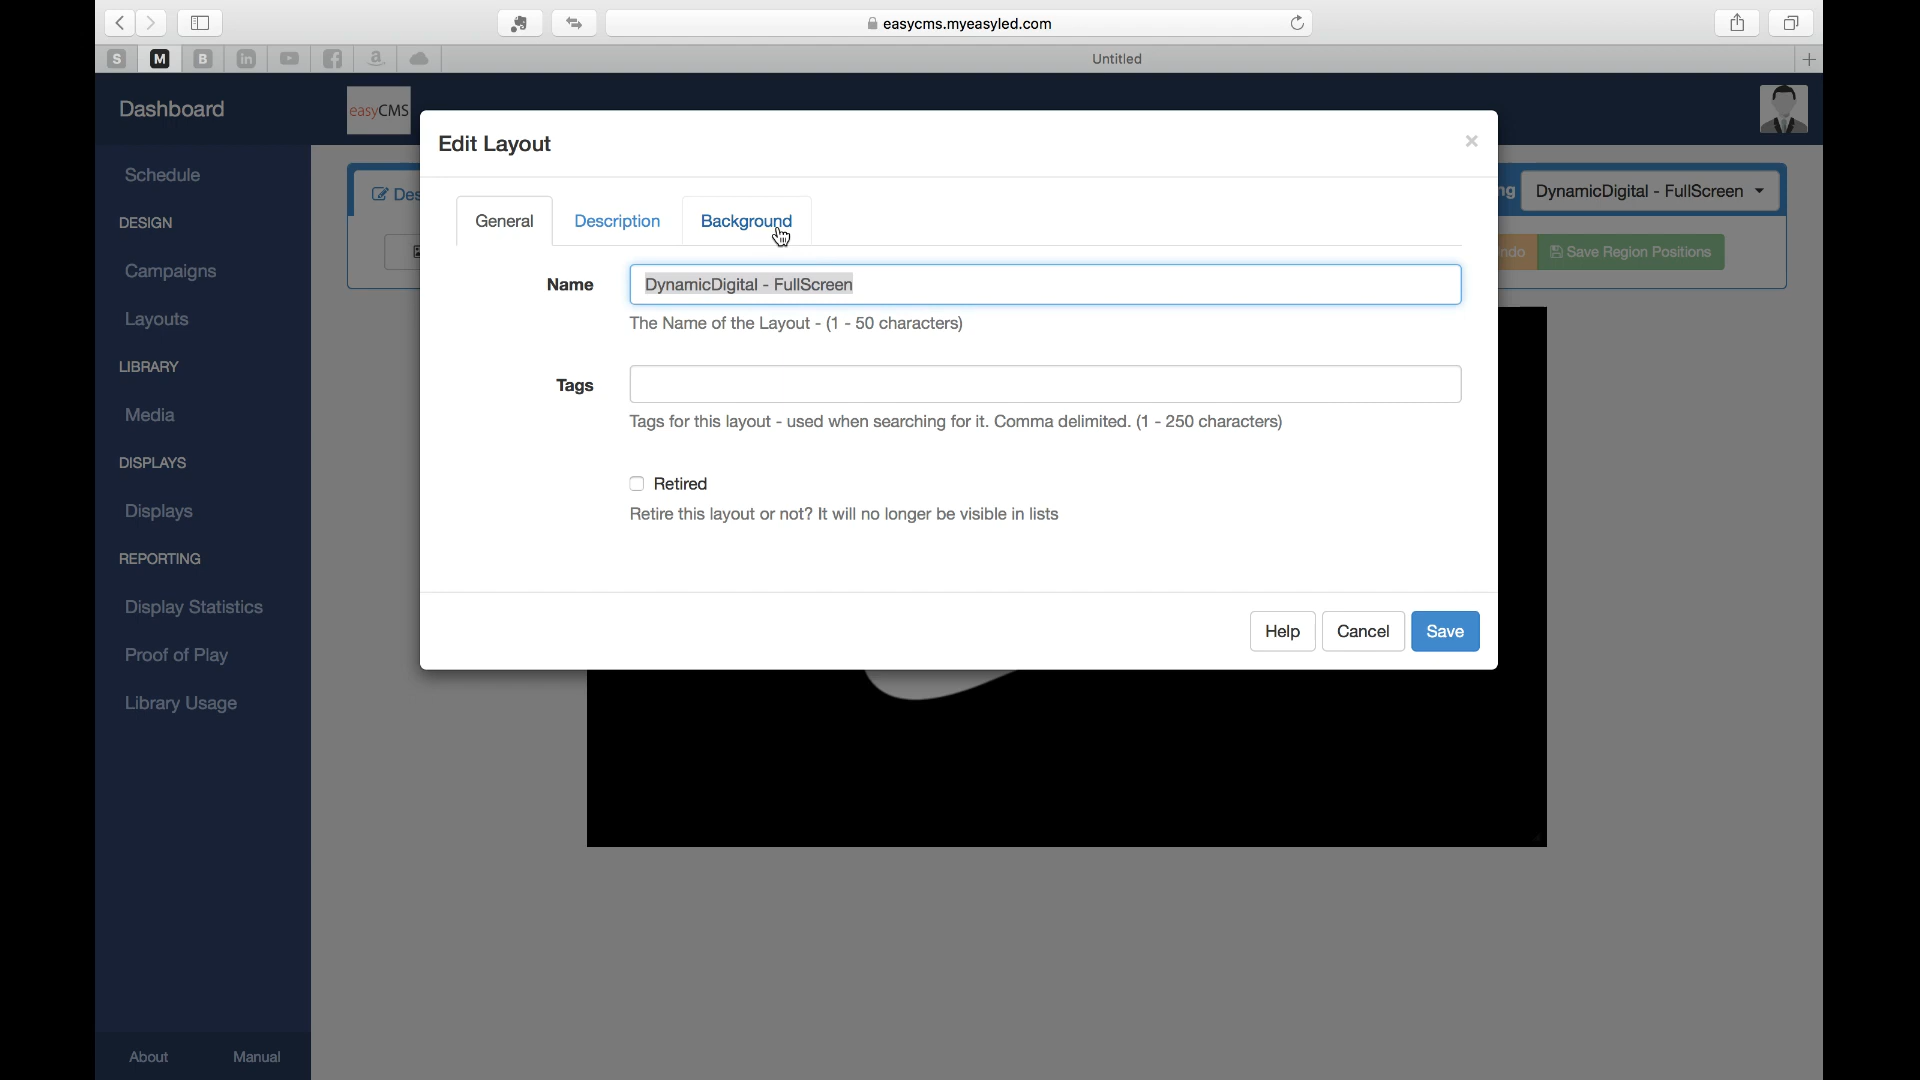 easycms.myeasyled.com
S
M
B
in
a
Untitled
Dashboard
easyCMS
Schedule
DESIGN
Campaigns
Layouts
LIBRARY
Media
DISPLAYS
Displays
REPORTING
Display Statistics
Proof of Play
Library Usage
About
Manual
Des
ng
DynamicDigital - FullScreen
ndo
Save Region Positions
Edit Layout
×
General
Description
Background
Name
DynamicDigital - FullScreen
The Name of the Layout - (1 - 50 characters)
Tags
Tags for this layout - used when searching for it. Comma delimited. (1 - 250 characters)
Retired
Retire this layout or not? It will no longer be visible in lists
Help
Cancel
Save